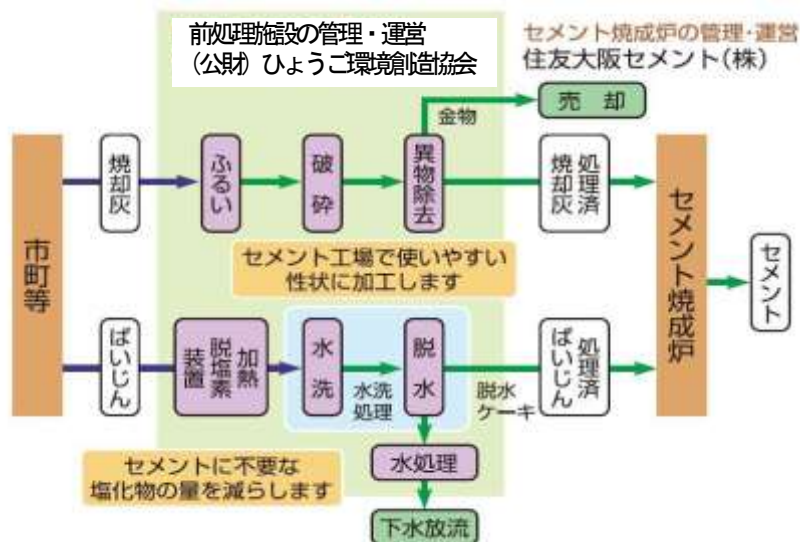 前処理施設の管理・運営
（公財）ひょうご環境創造協会
セメント焼成炉の管理・運営
住友大阪セメント(株)
市町等
焼却灰
ふるい
破砕
異物除去
金物
売却
処理済
焼却灰
セメント焼成炉
セメント
セメント工場で使いやすい
性状に加工します
ばいじん
加熱
脱塩素
装置
水洗
水洗
処理
脱水
脱水
ケーキ
処理済
ばいじん
セメントに不要な
塩化物の量を減らします
水処理
下水放流